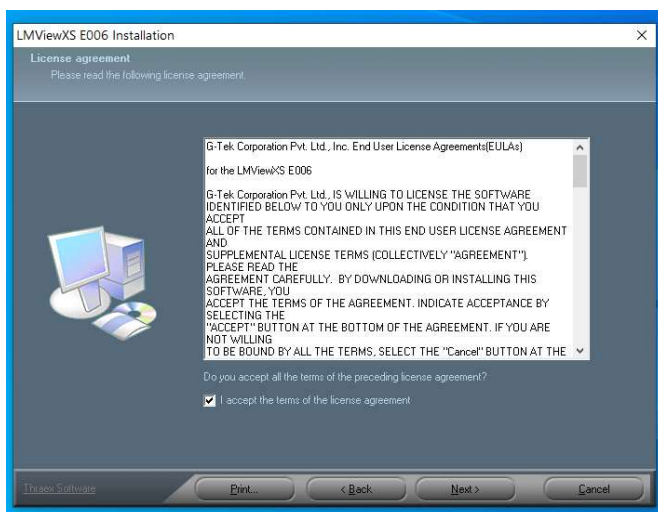 LMViewXS E006 Installation
License agreement
Please read the following license agreement.
G-Tek Corporation Pvt. Ltd., Inc. End User License Agreements(EULAs)
for the LMViewXS E006
G-Tek Corporation Pvt. Ltd., IS WILLING TO LICENSE THE SOFTWARE
IDENTIFIED BELOW TO YOU ONLY UPON THE CONDITION THAT YOU
ACCEPT
ALL OF THE TERMS CONTAINED IN THIS END USER LICENSE AGREEMENT
AND
SUPPLEMENTAL LICENSE TERMS (COLLECTIVELY "AGREEMENT").
PLEASE READ THE
AGREEMENT CAREFULLY. BY DOWNLOADING OR INSTALLING THIS
SOFTWARE, YOU
ACCEPT THE TERMS OF THE AGREEMENT. INDICATE ACCEPTANCE BY
SELECTING THE
"ACCEPT" BUTTON AT THE BOTTOM OF THE AGREEMENT. IF YOU ARE
NOT WILLING
TO BE BOUND BY ALL THE TERMS, SELECT THE "Cancel" BUTTON AT THE
Do you accept all the terms of the preceding license agreement?
I accept the terms of the license agreement
Thraex Software
Print...
< Back
Next >
Cancel